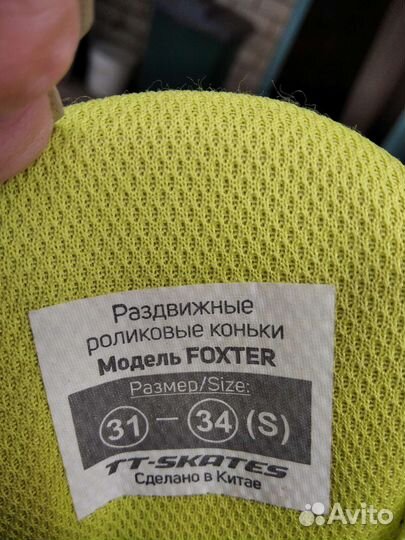 Раздвижные
роликовые коньки
Модель FOXTER
Размер/Size:
31 — 34 (S)
TT-SKATES
Сделано в Китае
Avito